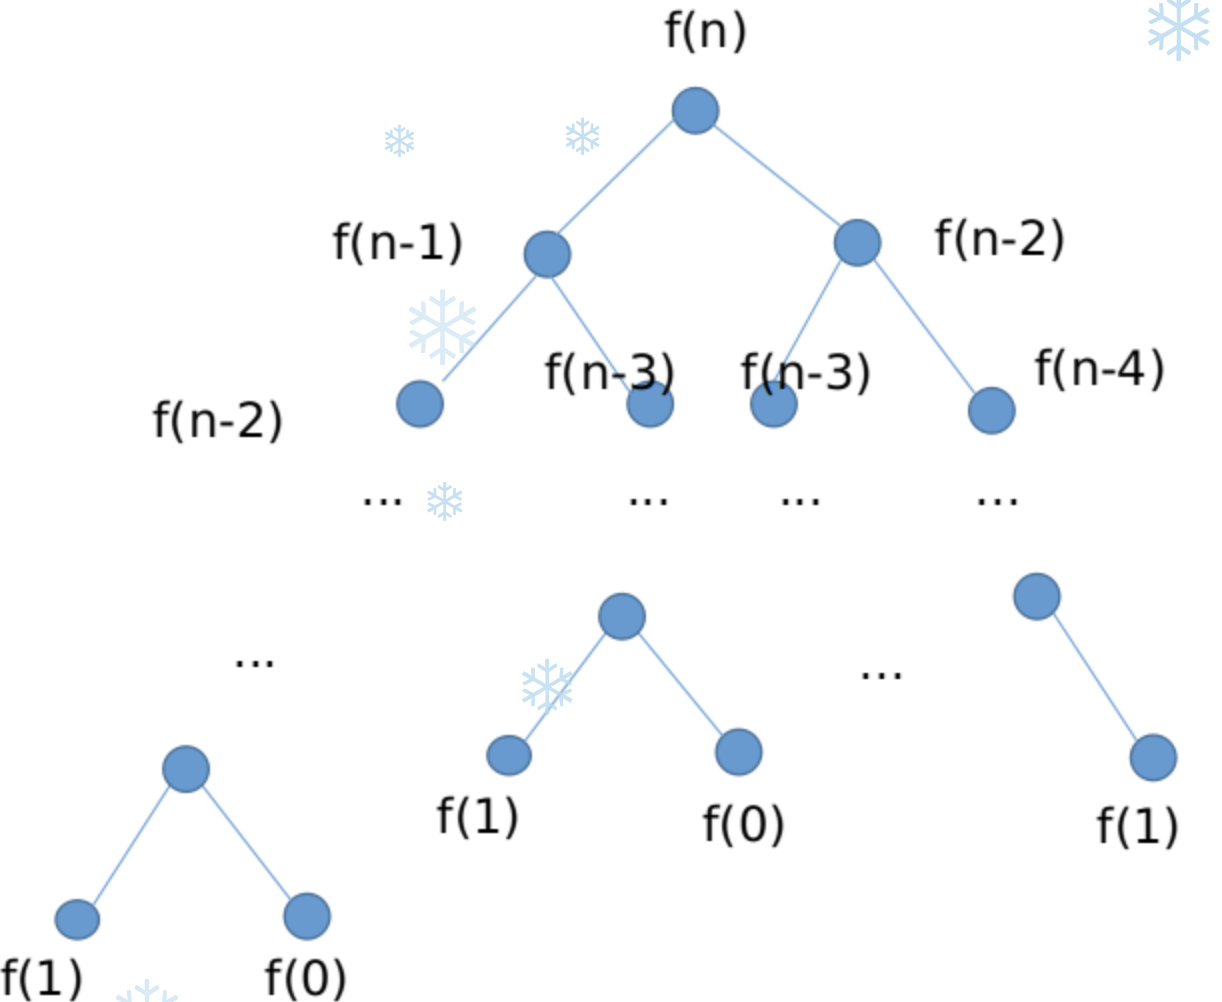 f(n)
f(n-1)
f(n-2)
f(n-3)
f(n-3)
f(n-4)
f(n-2)
... ... ... ...
...
...
f(1)
f(0)
f(1)
f(1)
f(0)